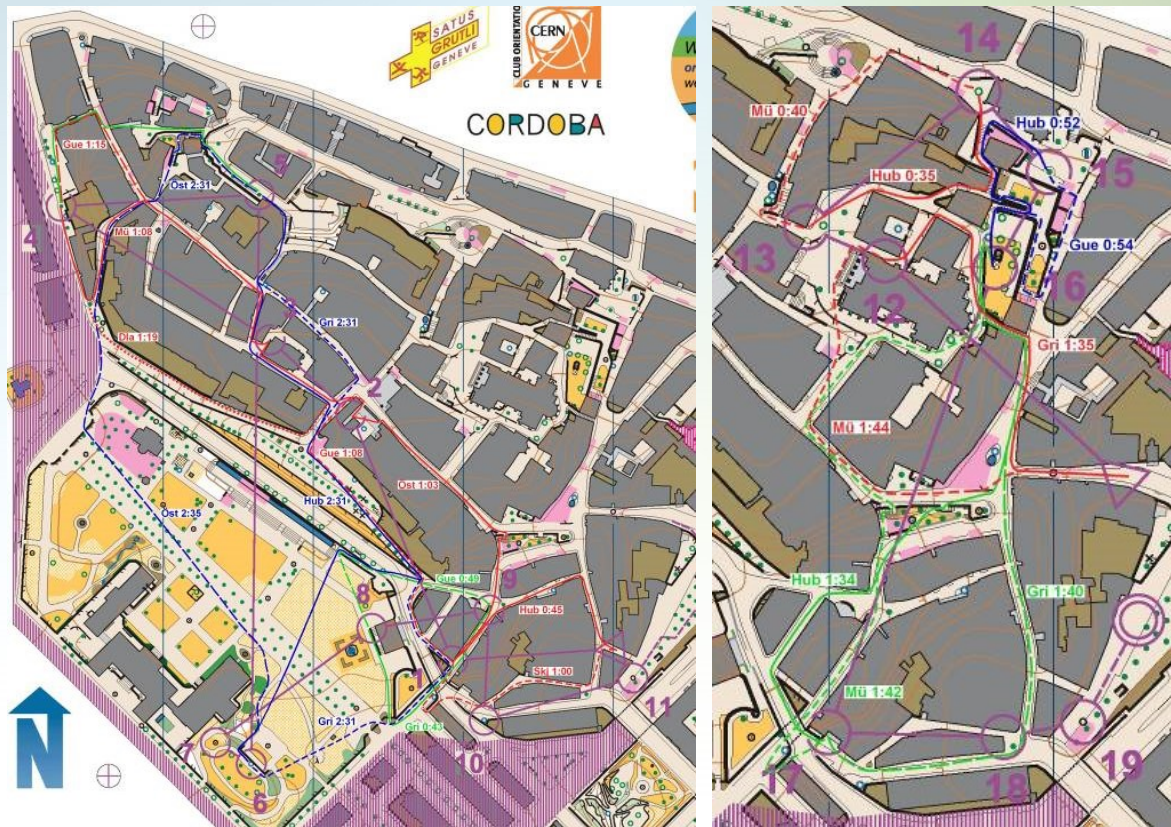 SATUS
GRÜTLI
GENEVE
CLUB ORIENTATION
CERN
GENEVE
CORDOBA
Gue 1:15
Ost 2:31
5
4
Mü 1:08
Gri 2:31
Dla 1:19
2
Gue 1:08
Ost 1:03
Hub 2:31
Ost 2:35
Gue 0:49
9
8
Hub 0:45
Ski 1:00
1
11
Gri 2:31
Gri 0:43
7
10
6
N
14
Mü 0:40
Hub 0:52
Hub 0:35
15
Gue 0:54
13
16
12
Gri 1:35
Mü 1:44
Hub 1:34
Gri 1:40
Mü 1:42
17
18
19